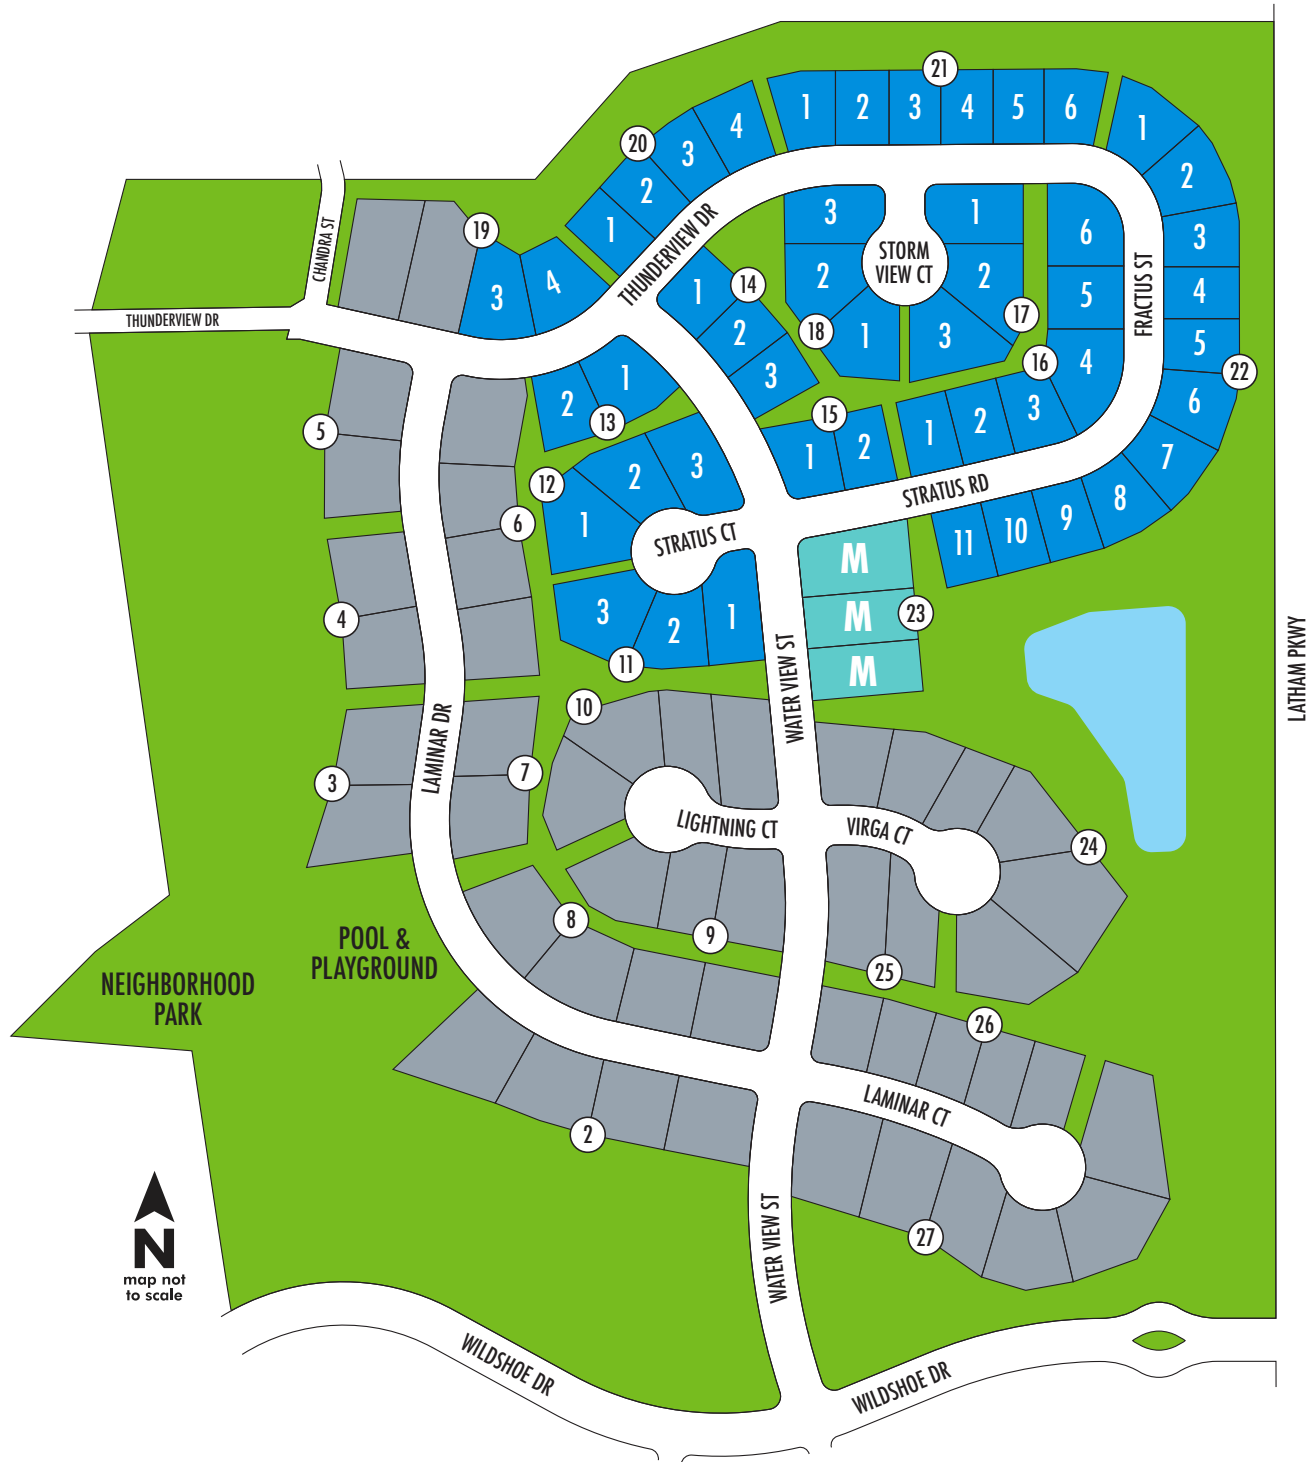 21
1
2
3
4
5
6
1
20
4
3
2
1
2
19
CHANDRA ST
THUNDERVIEW DR
3
1
6
3
3
4
STORM
VIEW CT
2
2
14
1
5
4
17
FRACTUS ST
THUNDERVIEW DR
18
1
3
2
5
16
4
22
3
1
2
6
13
15
3
5
1
2
1
2
7
3
12
2
STRATUS RD
8
1
6
9
10
11
STRATUS CT
M
3
1
M
23
4
2
11
M
WATER VIEW ST
LATHAM PKWY
10
LAMINAR DR
7
3
LIGHTNING CT
VIRGA CT
24
8
9
POOL &
PLAYGROUND
25
NEIGHBORHOOD
PARK
26
LAMINAR CT
2
N
map not
to scale
WATER VIEW ST
27
WILDSHOE DR
WILDSHOE DR